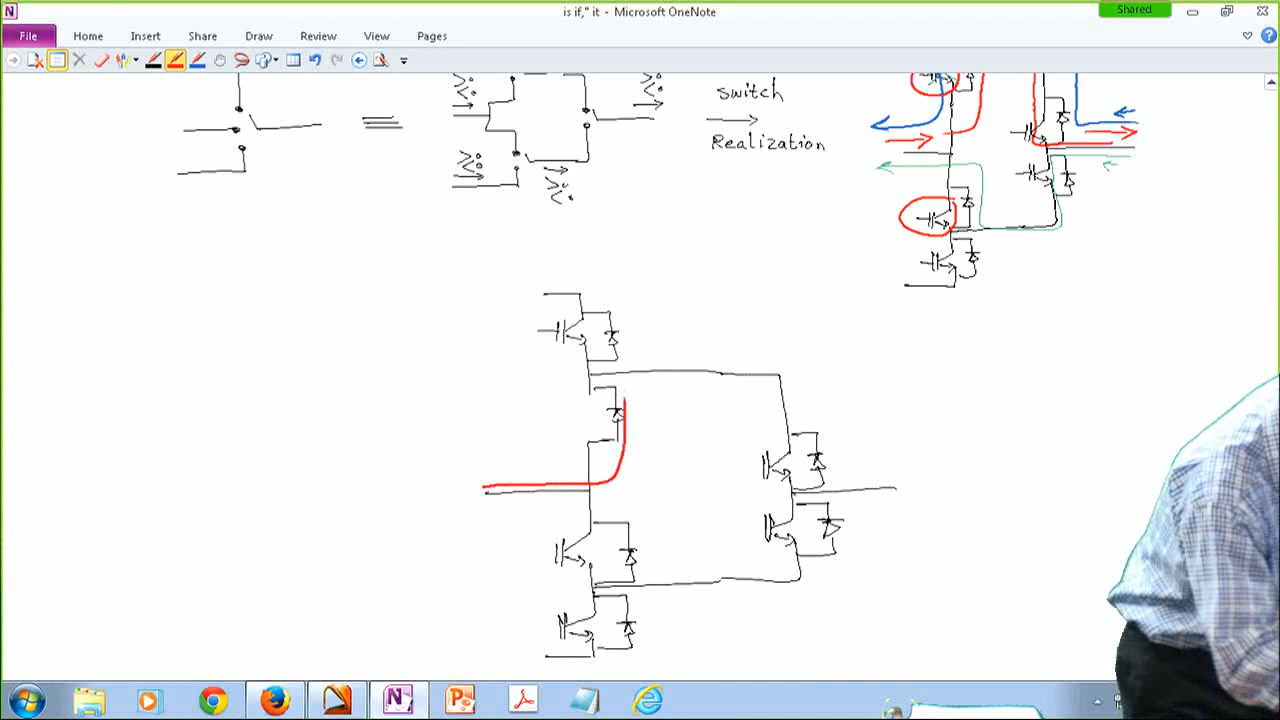 is if," it - Microsoft OneNote
Shared
File Home Insert Share Draw Review View Pages
switch
Realization